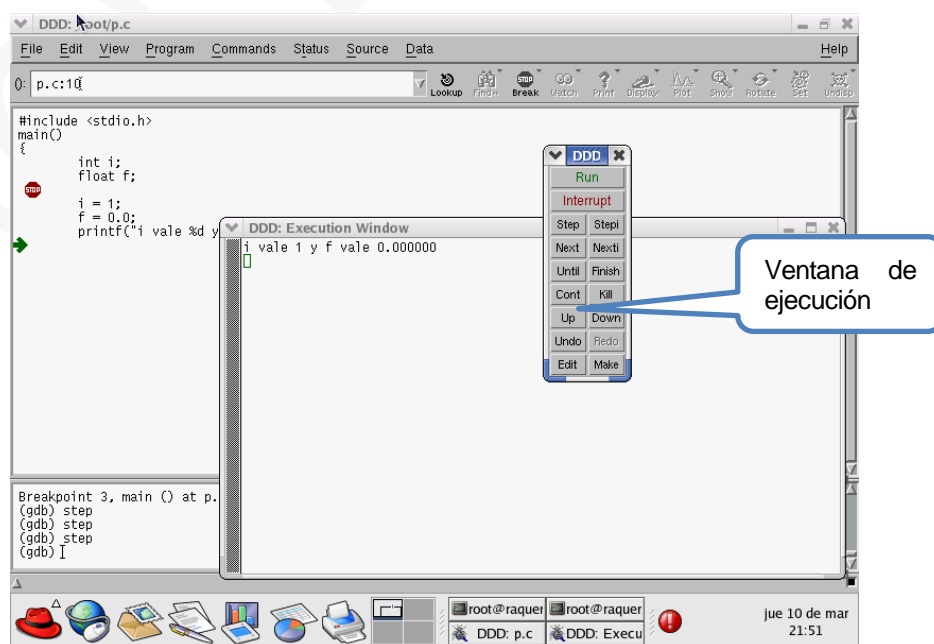 DDD: /root/p.c
File Edit View Program Commands Status Source Data Help
(): p.c:10
Lookup Find» Break Watch Print Display Plot Show Rotate Set Undisp
#include <stdio.h>
main()
{
int i;
float f;
STOP
i = 1;
f = 0.0;
printf("i vale %d y
DDD
Run
Interrupt
Step Stepi
Next Nexti
Until Finish
Cont Kill
Up Down
Undo Redo
Edit Make
DDD: Execution Window
i vale 1 y f vale 0.000000
Ventana de
ejecución
Breakpoint 3, main () at p.
(gdb) step
(gdb) step
(gdb) step
(gdb)
root@raquel root@raquel
DDD: p.c DDD: Execu
jue 10 de mar
21:51